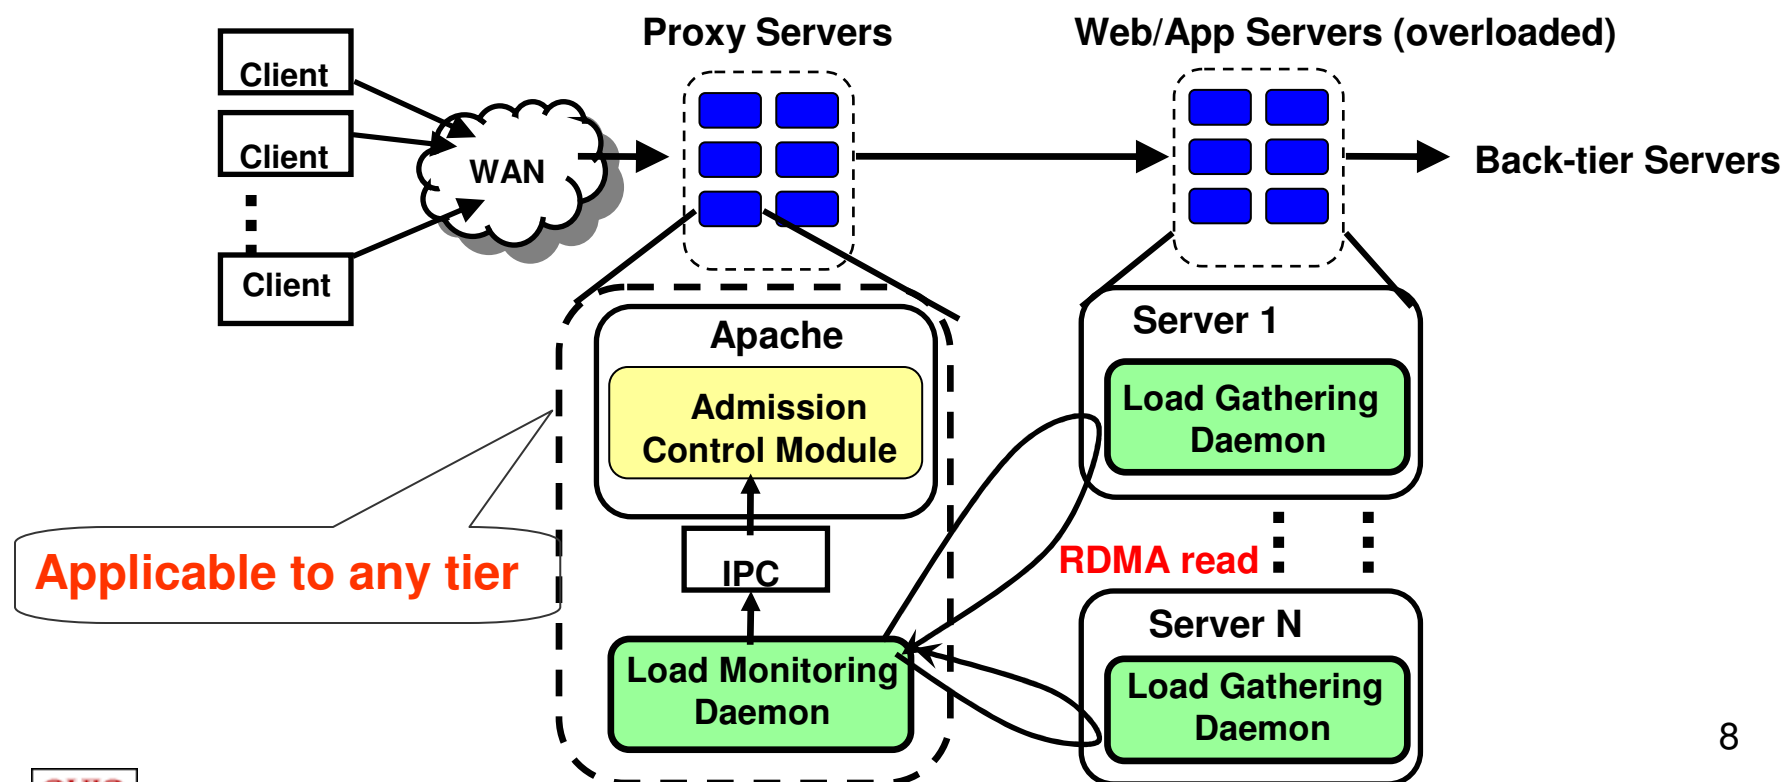 Proxy Servers
Web/App Servers (overloaded)
Client
Client
Client
WAN
Back-tier Servers
Apache
Admission
Control Module
IPC
Load Monitoring
Daemon
Applicable to any tier
Server 1
Load Gathering
Daemon
RDMA read
Server N
Load Gathering
Daemon
8